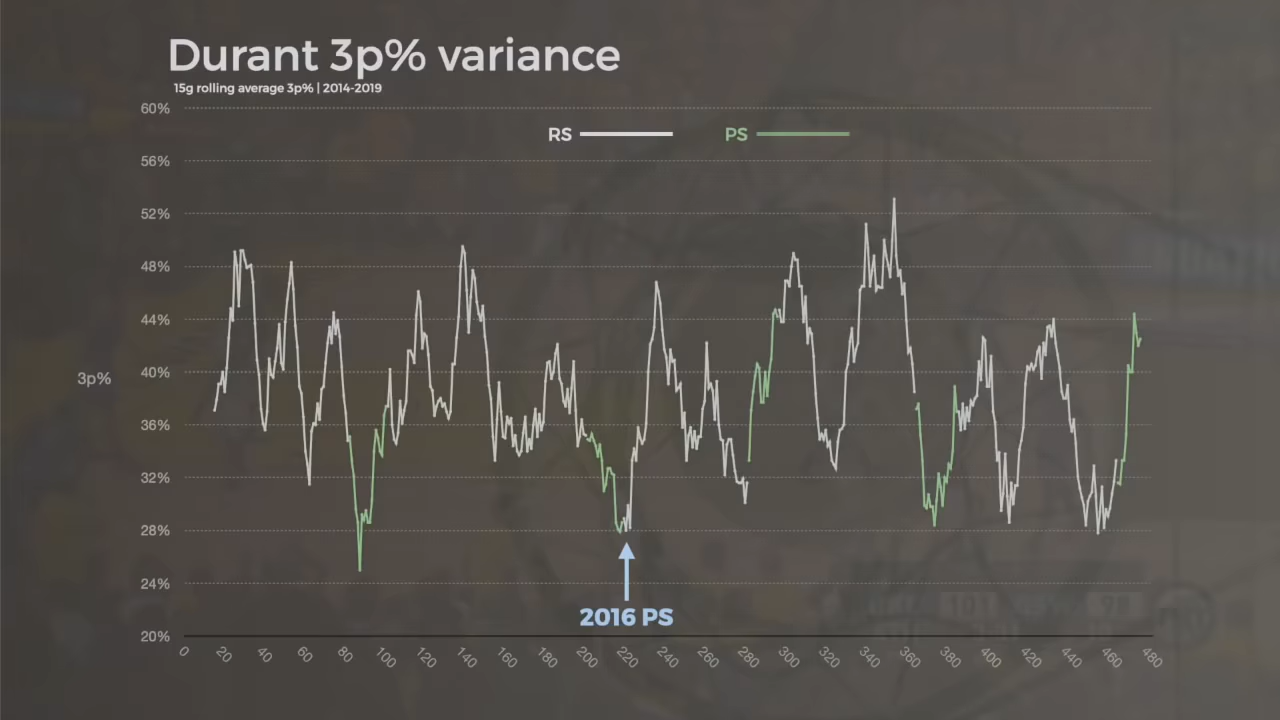 Durant 3p% variance
15g rolling average 3p% | 2014-2019
60%
RS
PS
56%
52%
48%
44%
40%
3p%
36%
32%
28%
24%
2016 PS
20%
0 20 40 60 80 100 120 140 160 180 200 220 240 260 280 300 320 340 360 380 400 420 440 460 480